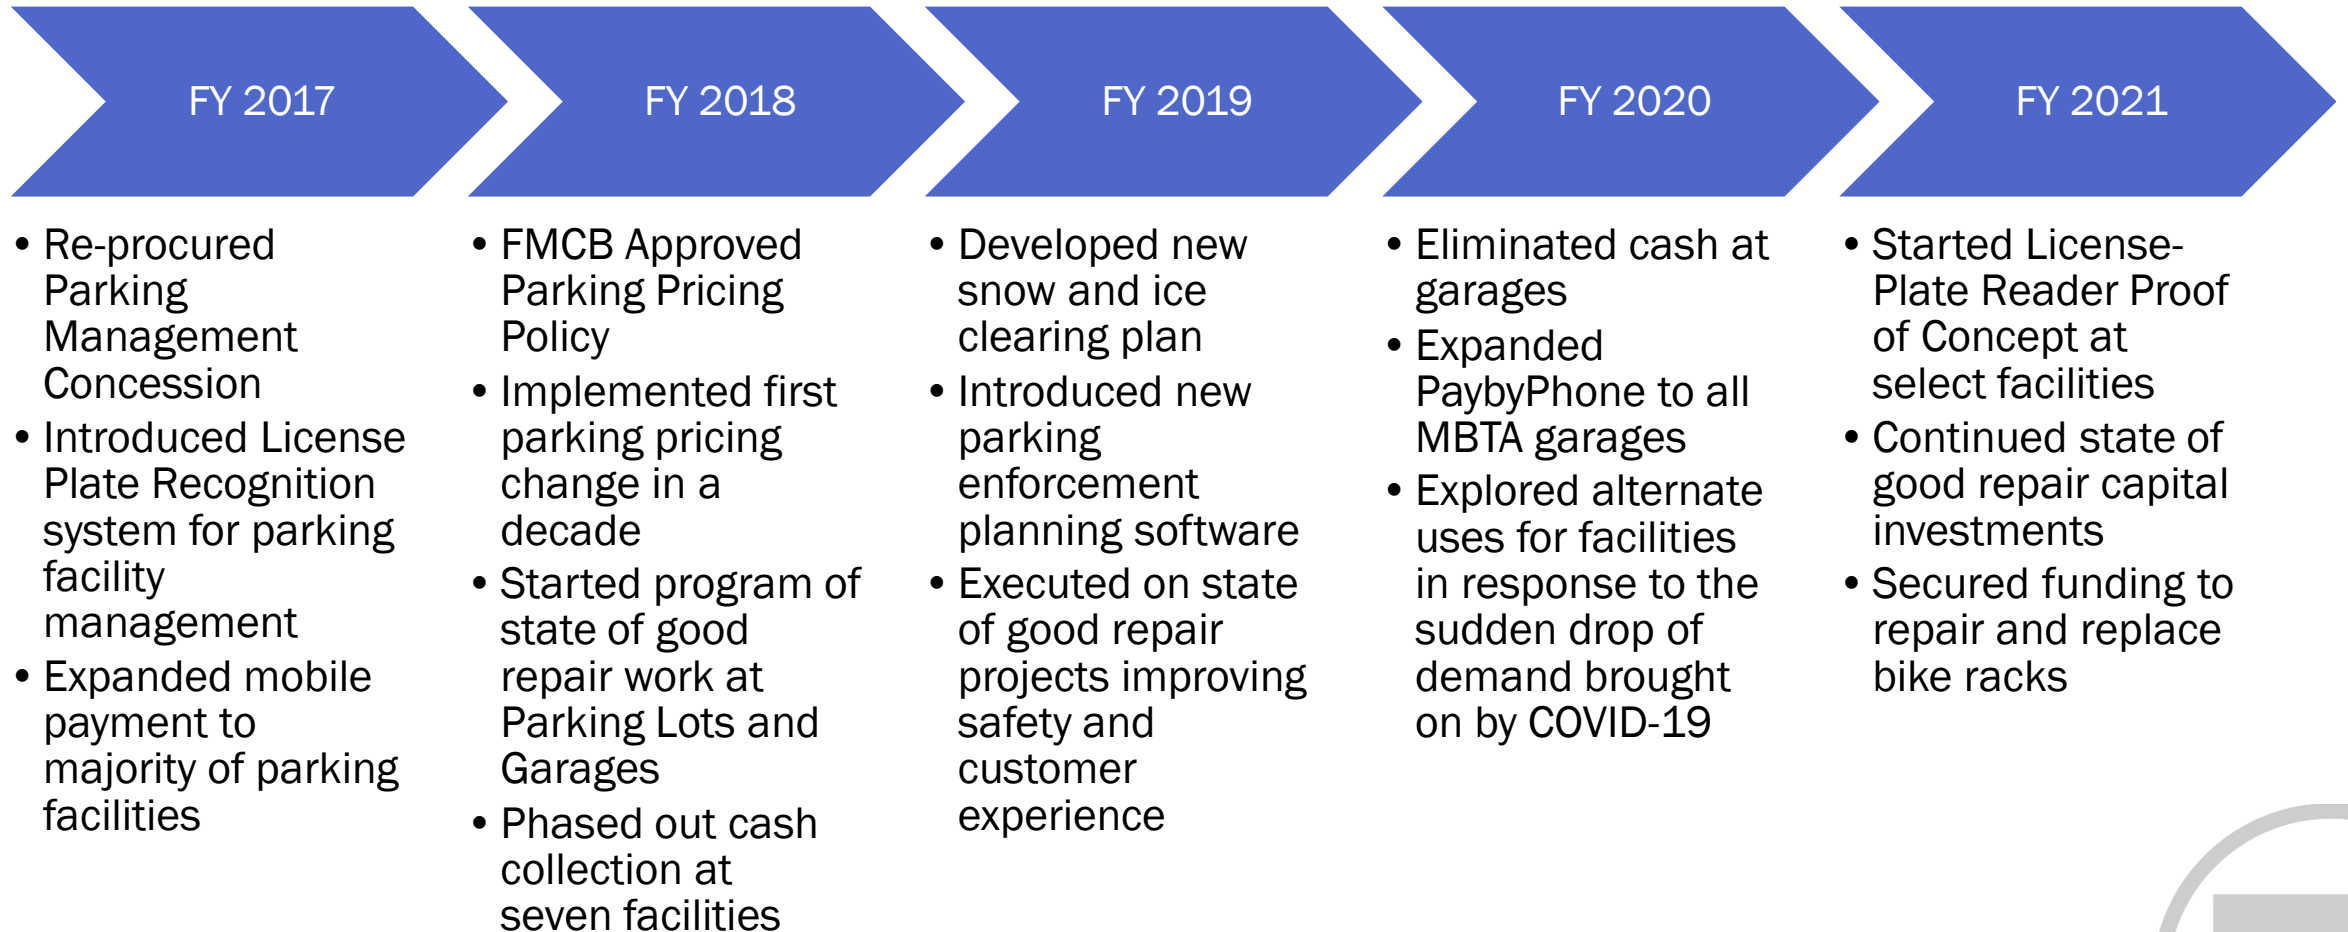 FY 2017
• Re-procured
Parking
Management
Concession
• Introduced License
Plate Recognition
system for parking
facility
management
• Expanded mobile
payment to
majority of parking
facilities
FY 2018
• FMCB Approved
Parking Pricing
Policy
• Implemented first
parking pricing
change in a
decade
• Started program of
state of good
repair work at
Parking Lots and
Garages
• Phased out cash
collection at
seven facilities
FY 2019
• Developed new
snow and ice
clearing plan
• Introduced new
parking
enforcement
planning software
• Executed on state
of good repair
projects improving
safety and
customer
experience
FY 2020
• Eliminated cash at
garages
• Expanded
PaybyPhone to all
MBTA garages
• Explored alternate
uses for facilities
in response to the
sudden drop of
demand brought
on by COVID-19
FY 2021
• Started License-
Plate Reader Proof
of Concept at
select facilities
• Continued state of
good repair capital
investments
• Secured funding to
repair and replace
bike racks